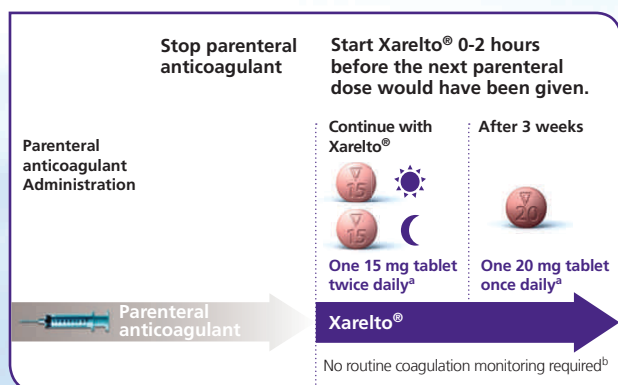 Stop parenteral
anticoagulant
Start Xarelto® 0-2 hours
before the next parenteral
dose would have been given.
Parenteral
anticoagulant
Administration
Continue with
Xarelto®
15
15
One 15 mg tablet
twice dailyᵃ
After 3 weeks
20
One 20 mg tablet
once dailyᵃ
Parenteral
anticoagulant
Xarelto®
No routine coagulation monitoring requiredᵇ